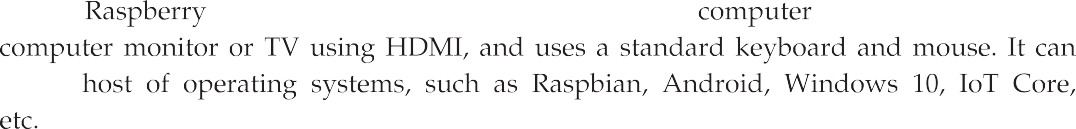 Raspberry computer
computer monitor or TV using HDMI, and uses a standard keyboard and mouse. It can
host of operating systems, such as Raspbian, Android, Windows 10, IoT Core,
etc.